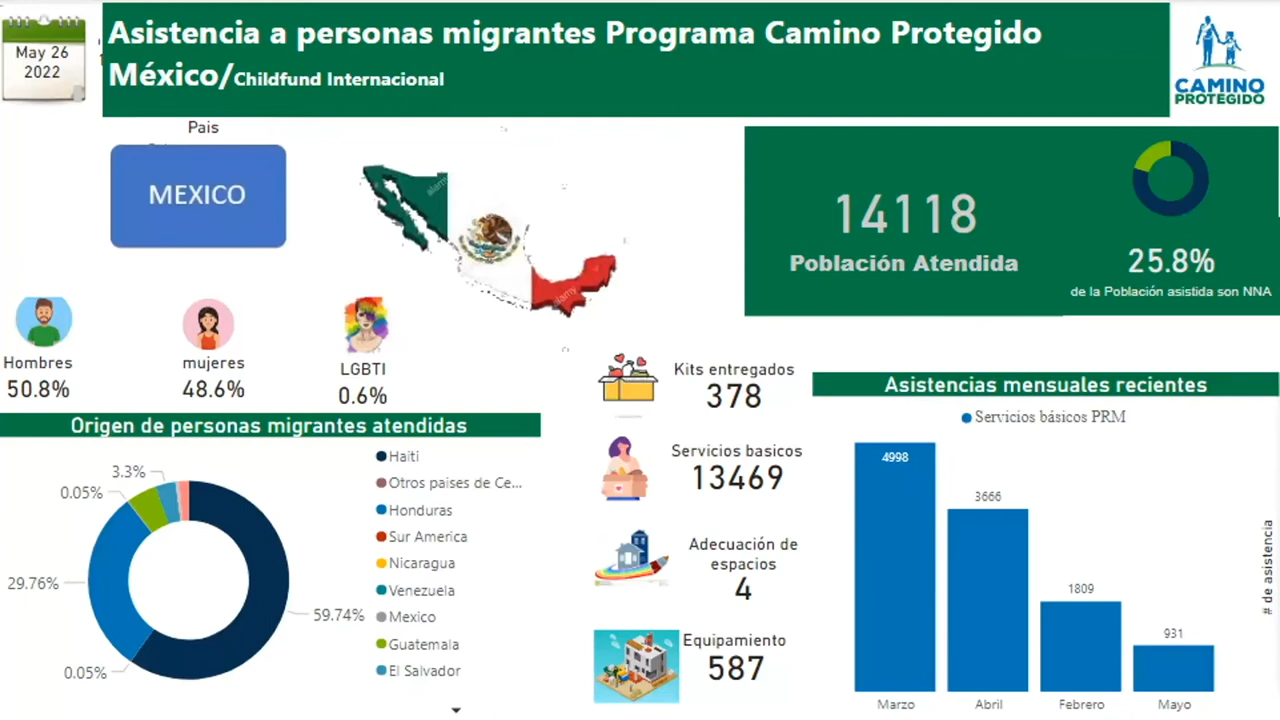 May 26
2022
Asistencia a personas migrantes Programa Camino Protegido
México/Childfund Internacional
CAMINO
PROTEGIDO
Pais
MEXICO
alamy
alamy
14118
Población Atendida
25.8%
de la Población asistida son NNA
Hombres
50.8%
mujeres
48.6%
LGBTI
0.6%
Origen de personas migrantes atendidas
3.3%
0.05%
29.76%
0.05%
59.74%
Haiti
Otros paises de Ce...
Honduras
Sur America
Nicaragua
Venezuela
Mexico
Guatemala
El Salvador
Kits entregados
378
Servicios basicos
13469
Adecuación de
espacios
4
Equipamiento
587
Asistencias mensuales recientes
Servicios básicos PRM
4998
3666
1809
931
Marzo
Abril
Febrero
Mayo
# de asistencia